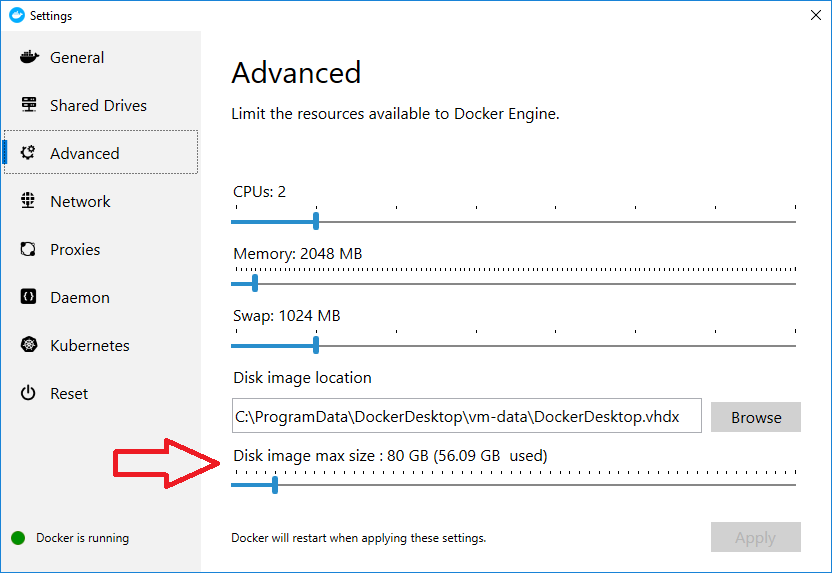 Settings
General
Shared Drives
Advanced
Network
Proxies
Daemon
Kubernetes
Reset
Docker is running
Advanced
Limit the resources available to Docker Engine.
CPUs: 2
Memory: 2048 MB
Swap: 1024 MB
Disk image location
C:\ProgramData\DockerDesktop\vm-data\DockerDesktop.vhdx
Browse
Disk image max size : 80 GB (56.09 GB  used)
Docker will restart when applying these settings.
Apply